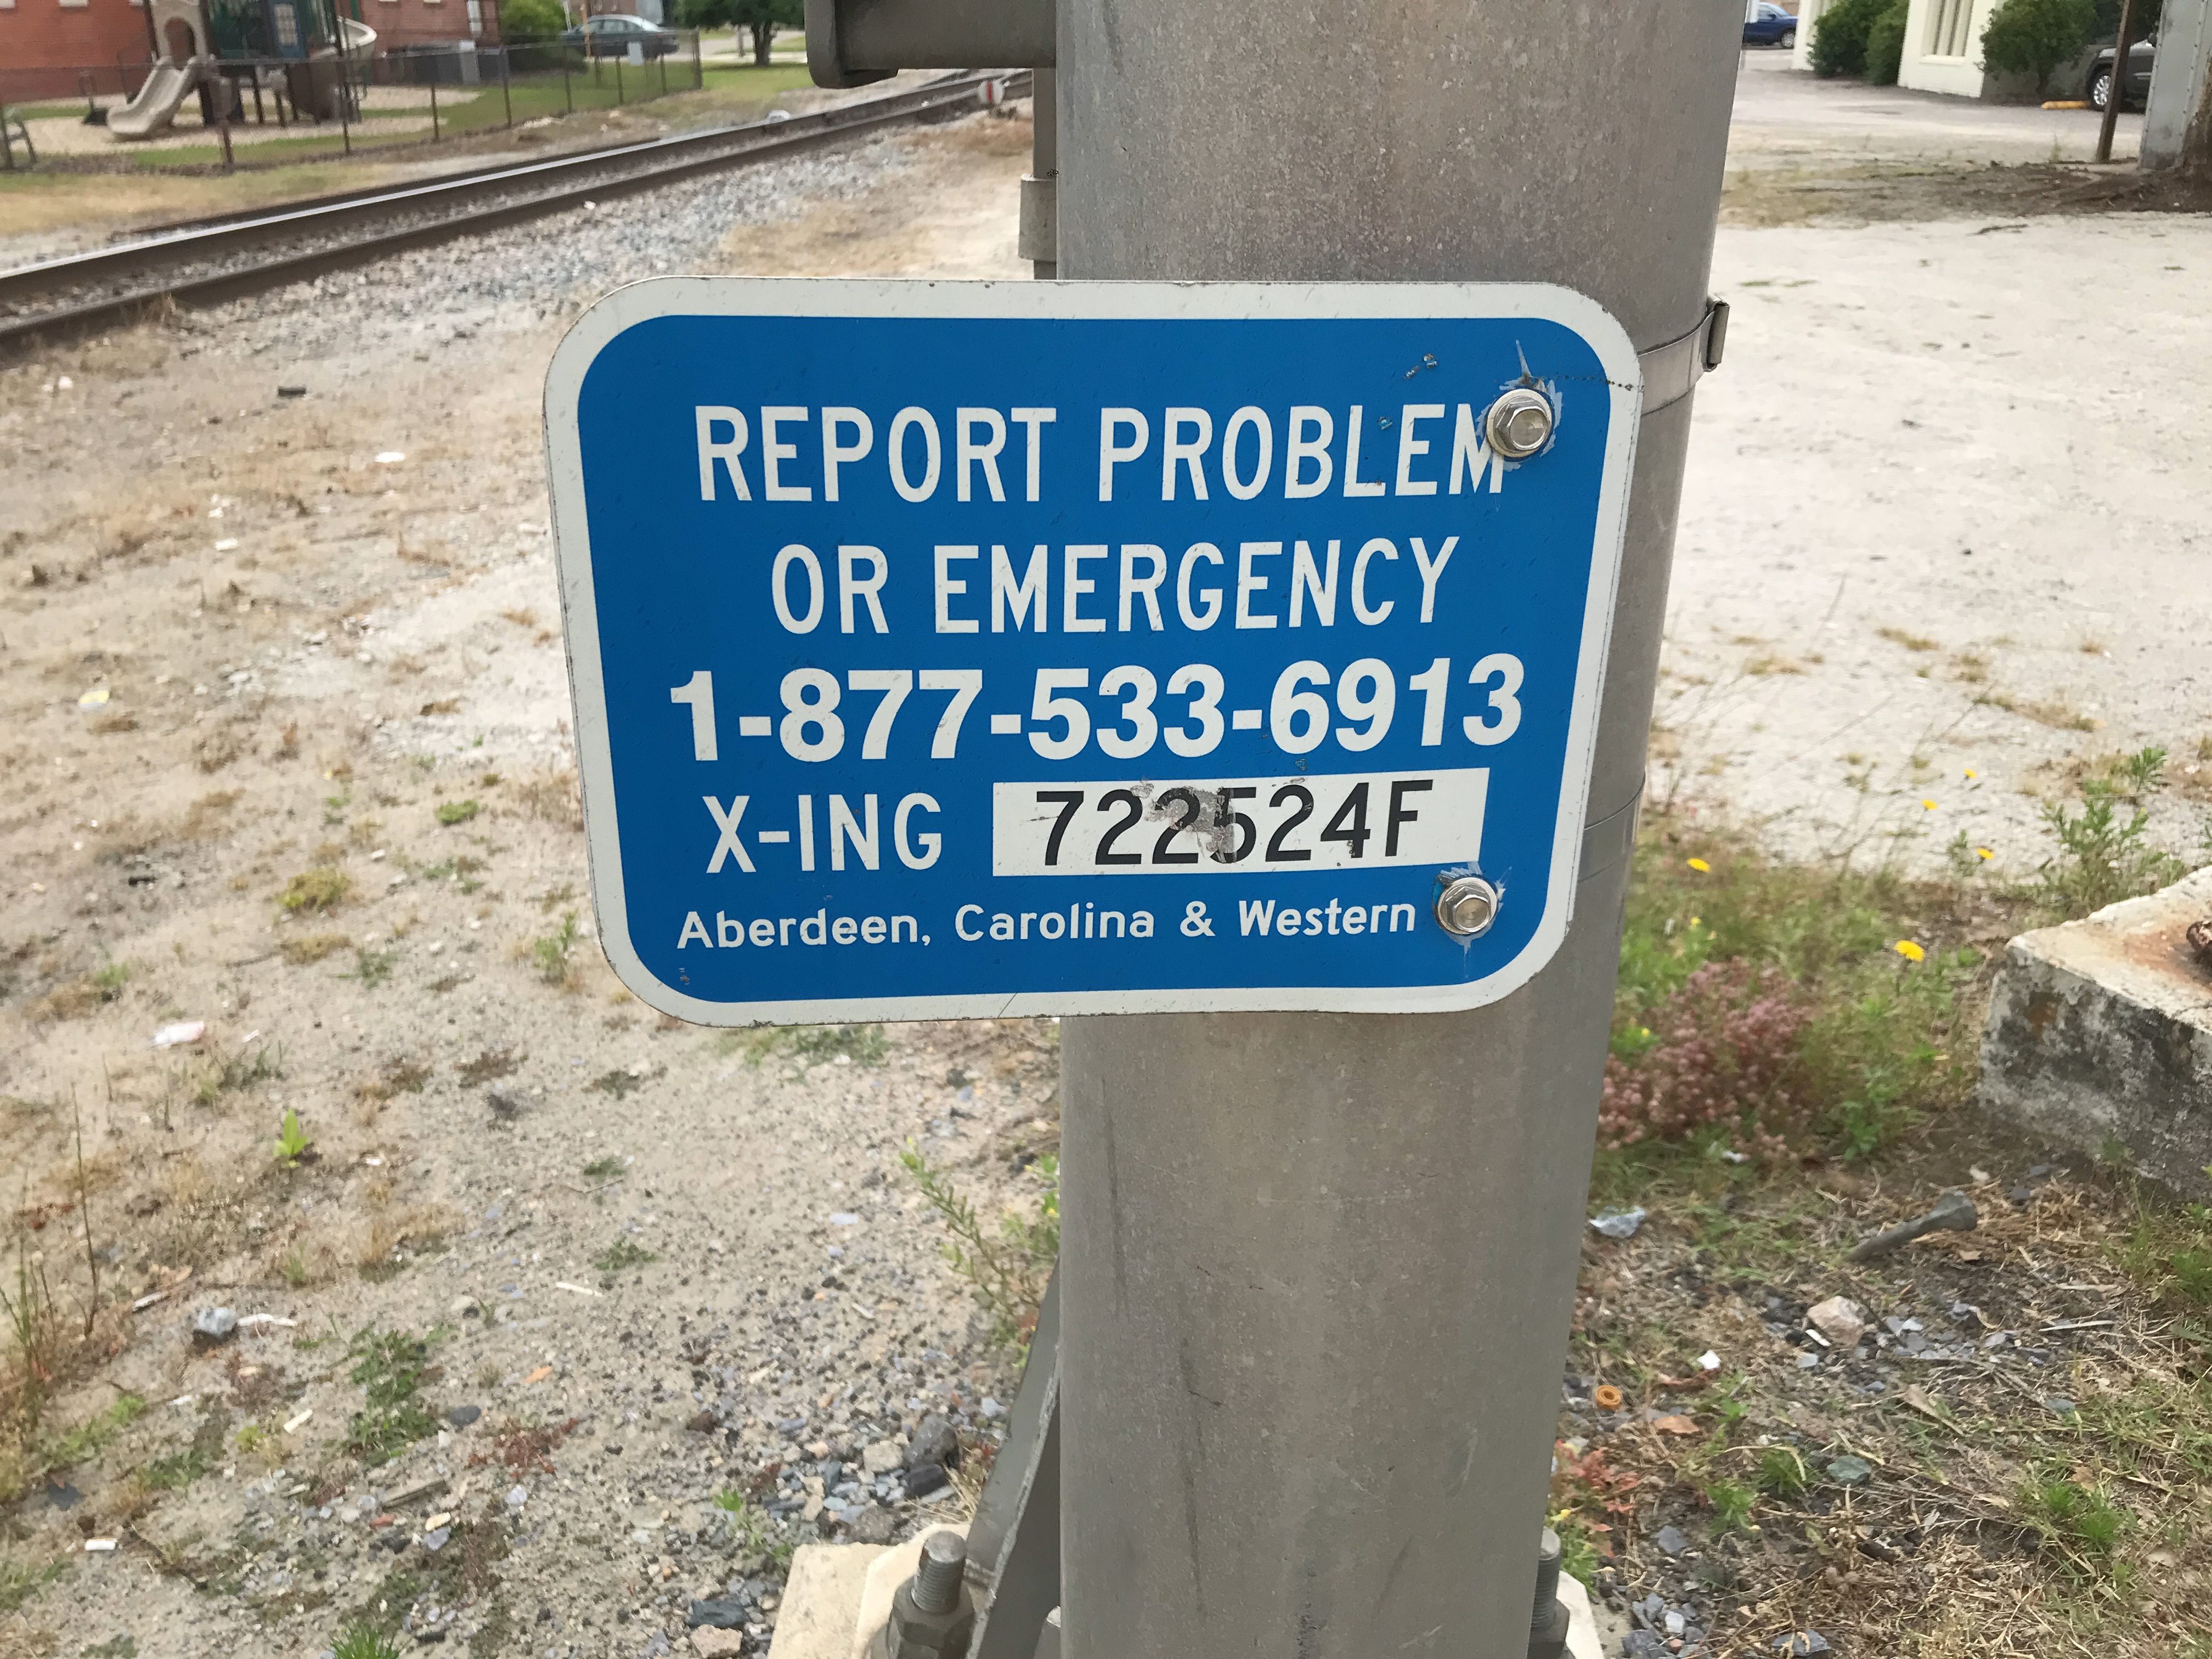 REPORT PROBLEM
OR EMERGENCY
1-877-533-6913
X-ING 722524F
Aberdeen, Carolina & Western